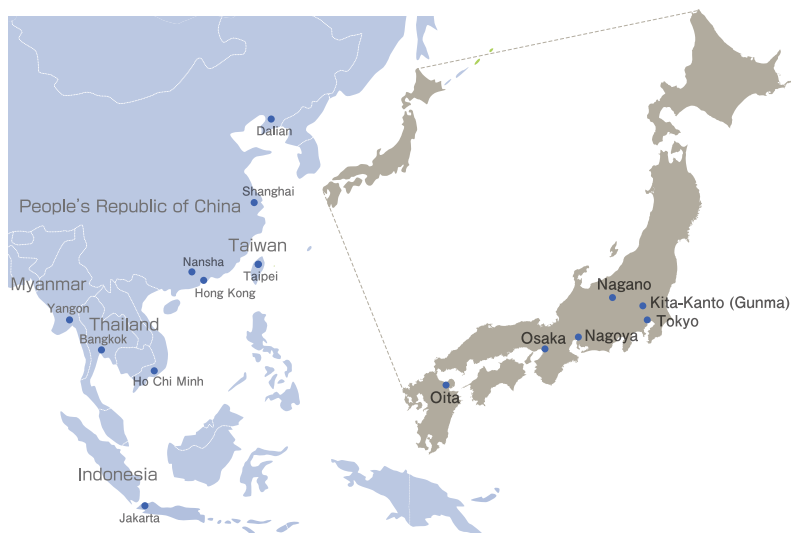 Dalian
Shanghai
People's Republic of China
Taiwan
Nansha
Taipei
Hong Kong
Myanmar
Yangon
Thailand
Bangkok
Ho Chi Minh
Indonesia
Jakarta
Nagano
Kita-Kanto (Gunma)
Tokyo
Osaka
Nagoya
Oita